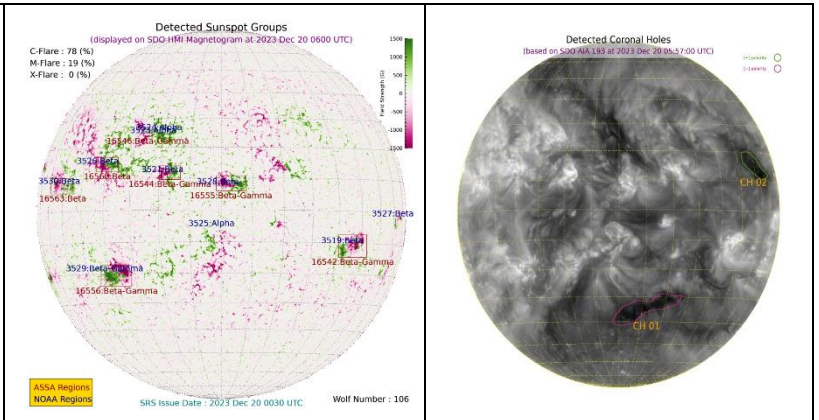 Detected Sunspot Groups
(displayed on SDO HMI Magnetogram at 2023 Dec 20 0600 UTC)
C-Flare : 78 (%)
M-Flare : 19 (%)
X-Flare : 0 (%)
1500
1000
500
0
-500
-1000
-1500
Field Strength (G)
16546:Beta-Gamma
3526:Beta
16560:Beta
3521:Beta
16544:Beta-Gamma
3528:Beta
16555:Beta-Gamma
3530:Beta
16563:Beta
3525:Alpha
3527:Beta
3519:Beta
16542:Beta-Gamma
3529:Beta-Gamma
16556:Beta-Gamma
ASSA Regions
NOAA Regions
SRS Issue Date : 2023 Dec 20 0030 UTC
Wolf Number : 106
Detected Coronal Holes
(based on SDO AIA 193 at 2023 Dec 20 05:57:00 UTC)
(+)polarity
(-)polarity
CH 02
CH 01